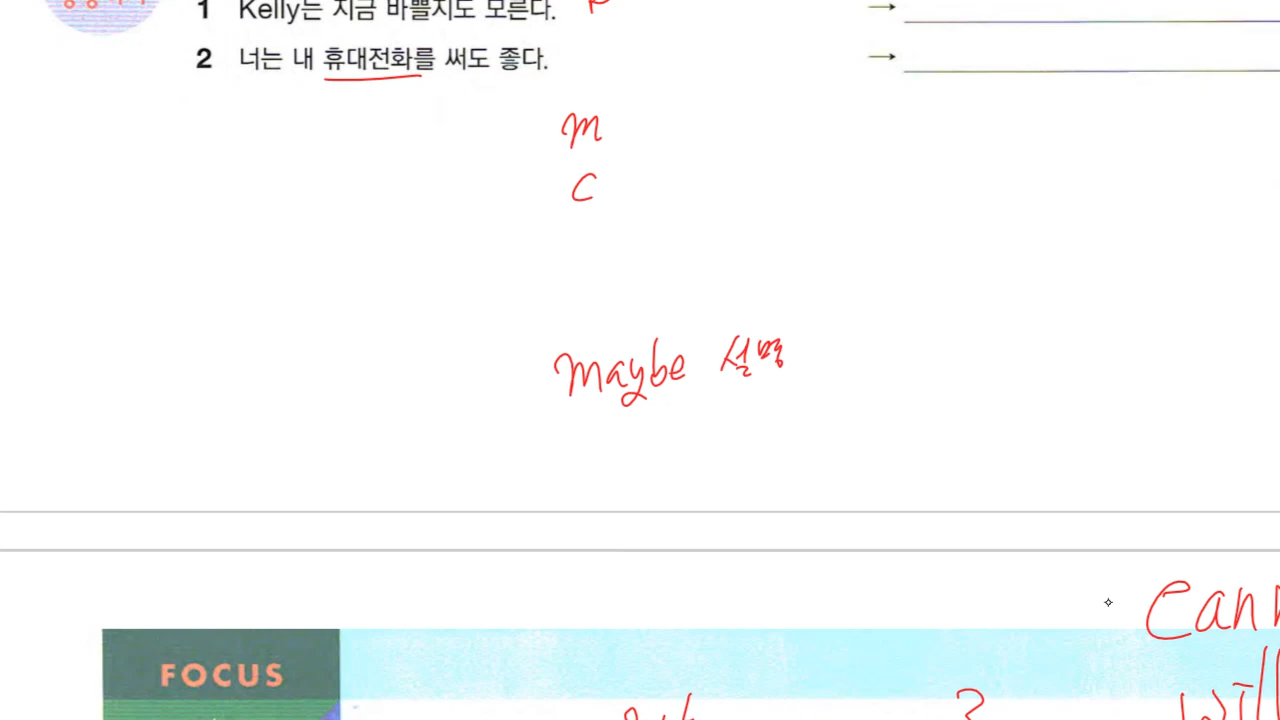 1 Kelly는 지금 바쁠지도 모른다. →
2 너는 내 휴대전화를 써도 좋다. →
m
c
maybe 설명
can
FOCUS
will